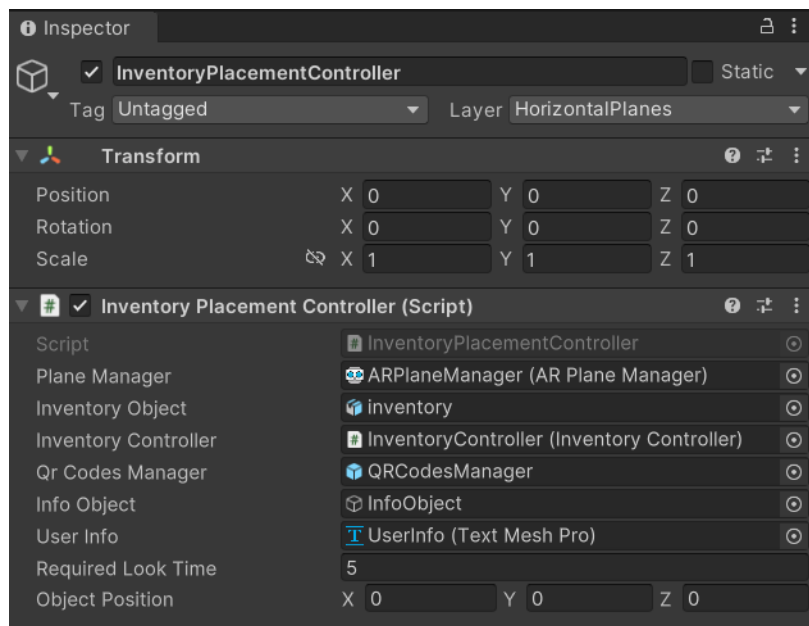 Inspector
InventoryPlacementController Static
Tag Untagged Layer HorizontalPlanes
Transform
Position X 0 Y 0 Z 0
Rotation X 0 Y 0 Z 0
Scale X 1 Y 1 Z 1
# Inventory Placement Controller (Script)
Script # InventoryPlacementController
Plane Manager ARPlaneManager (AR Plane Manager)
Inventory Object inventory
Inventory Controller # InventoryController (Inventory Controller)
Qr Codes Manager QRCodesManager
Info Object InfoObject
User Info T UserInfo (Text Mesh Pro)
Required Look Time 5
Object Position X 0 Y 0 Z 0